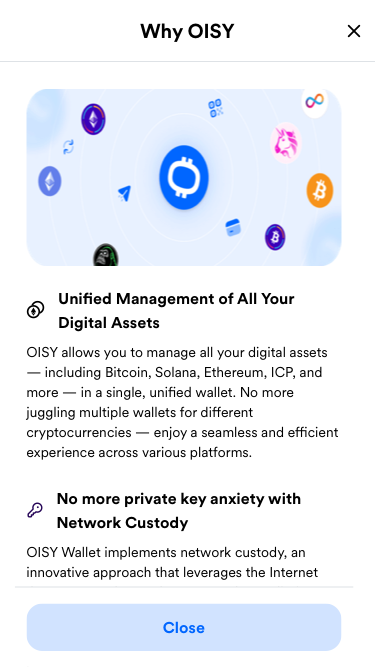 Why OISY
Unified Management of All Your
Digital Assets
OISY allows you to manage all your digital assets
— including Bitcoin, Solana, Ethereum, ICP, and
more — in a single, unified wallet. No more
juggling multiple wallets for different
cryptocurrencies — enjoy a seamless and efficient
experience across various platforms.
No more private key anxiety with
Network Custody
OISY Wallet implements network custody, an
innovative approach that leverages the Internet
Close